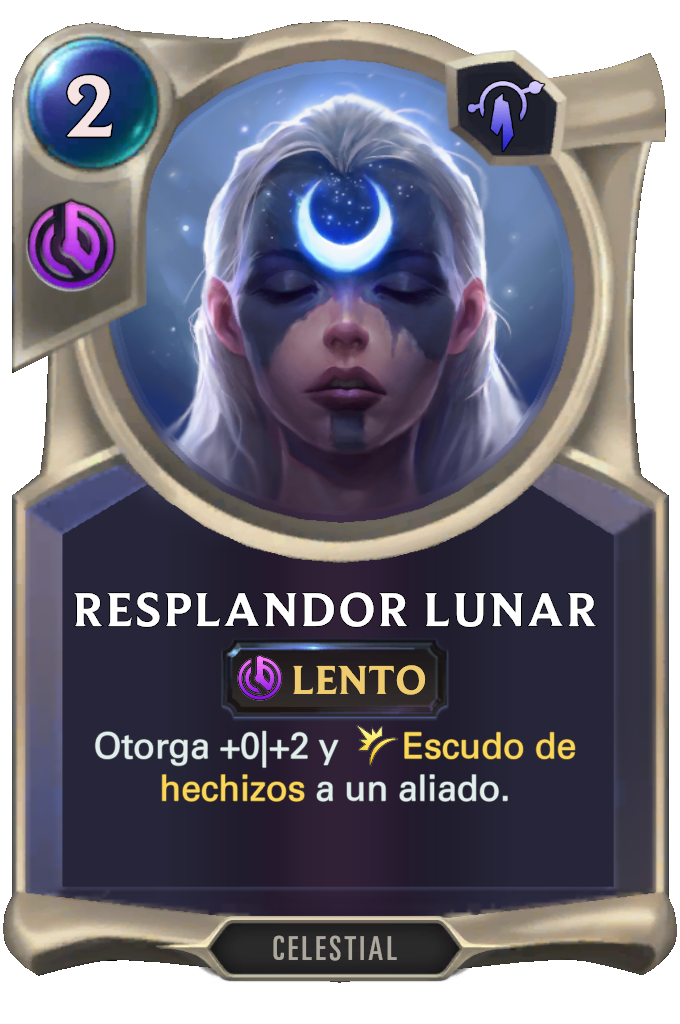 2
RESPLANDOR LUNAR
LENTO
Otorga +0|+2 y Escudo de
hechizos a un aliado.
CELESTIAL